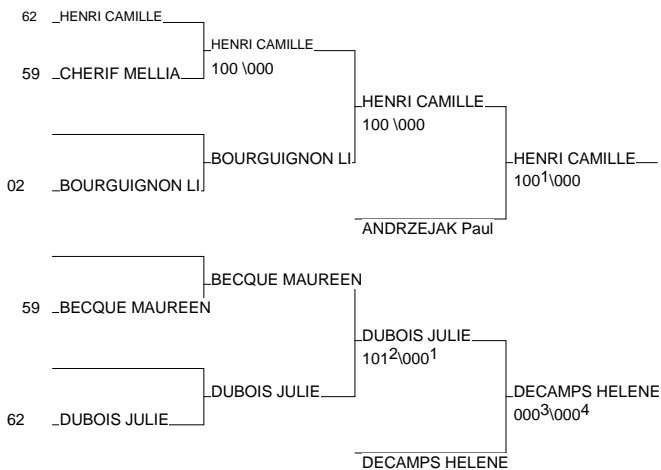 62 HENRI CAMILLE
HENRI CAMILLE
59 CHERIF MELLIA 100 \000
HENRI CAMILLE
100 \000
BOURGUIGNON LI HENRI CAMILLE
02 BOURGUIGNON LI 100¹\000
ANDRZEJAK Paul
BECQUE MAUREEN
59 BECQUE MAUREEN
DUBOIS JULIE
101²\000¹
DUBOIS JULIE DECAMPS HELENE
62 DUBOIS JULIE 000³\000⁴
DECAMPS HELENE